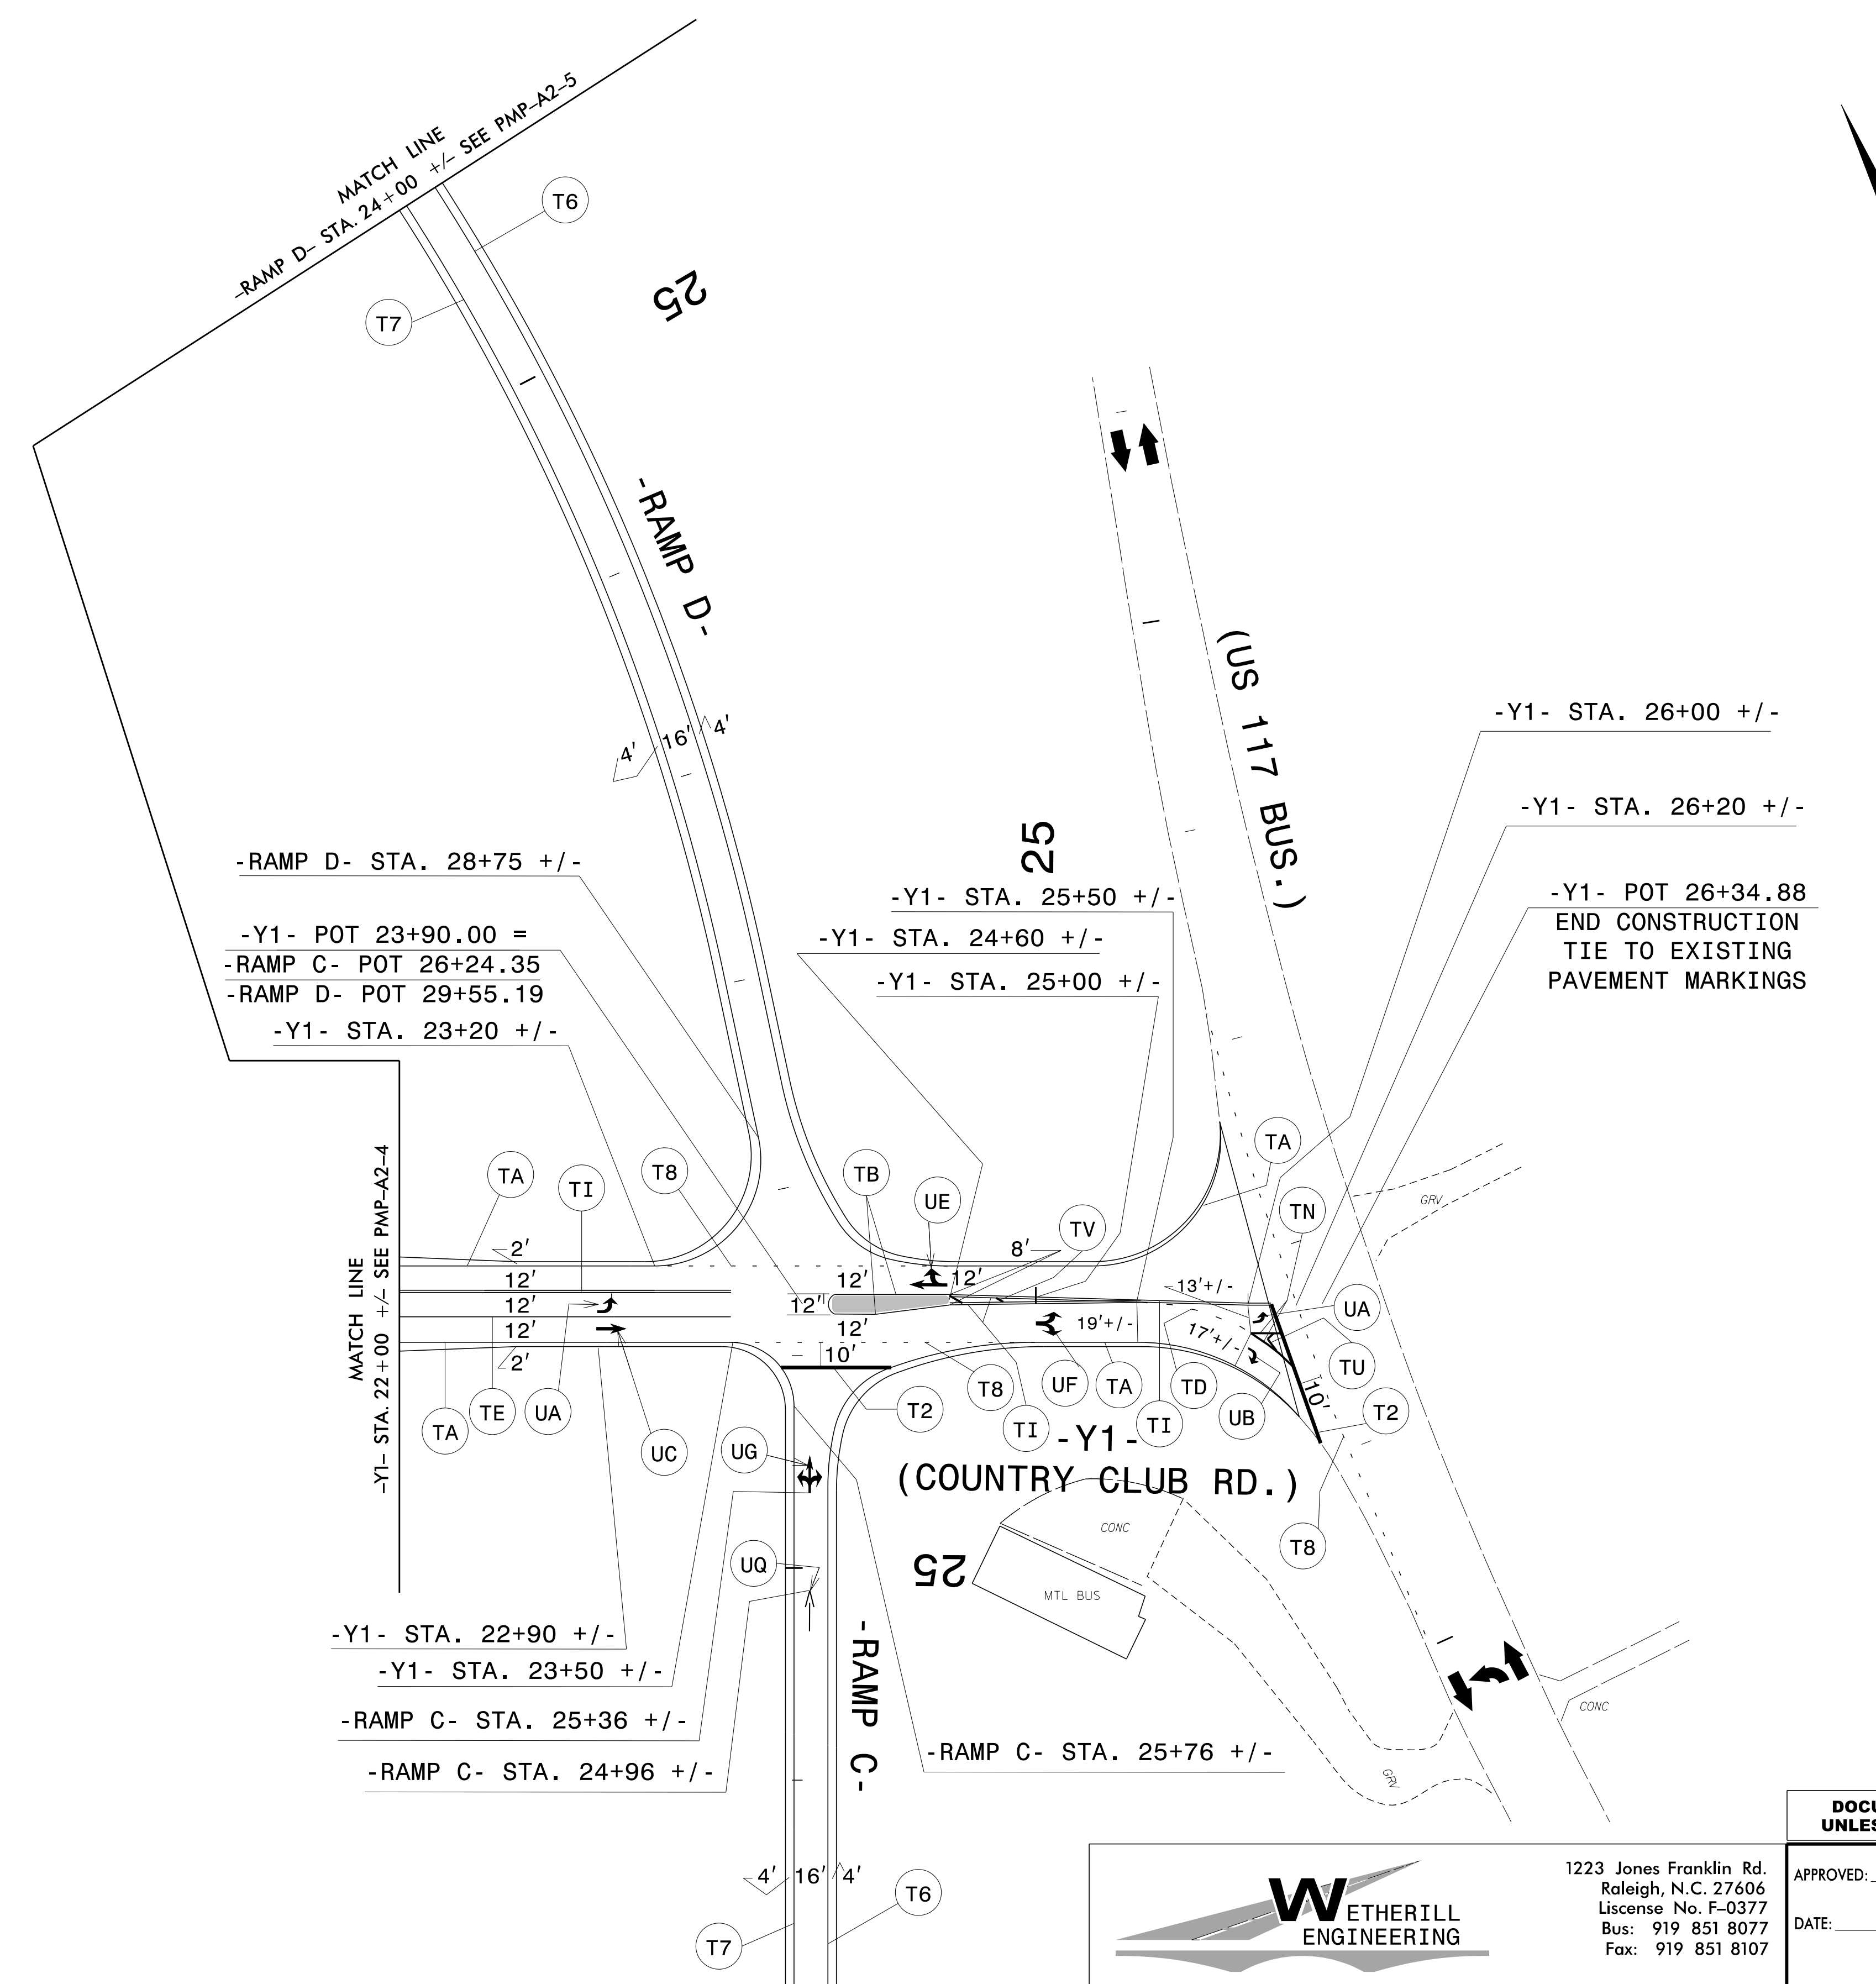 MATCH LINE
-RAMP D- STA. 24+00 +/- SEE PMP-A2-5
T6
T7
25
-RAMP D-
(US 117 BUS.)
4' 16' 4'
-Y1- STA. 26+00 +/-
-Y1- STA. 26+20 +/-
-Y1- POT 26+34.88
END CONSTRUCTION
TIE TO EXISTING
PAVEMENT MARKINGS
25
-RAMP D- STA. 28+75 +/-
-Y1- POT 23+90.00 =
-RAMP C- POT 26+24.35
-RAMP D- POT 29+55.19
-Y1- STA. 23+20 +/-
-Y1- STA. 25+50 +/-
-Y1- STA. 24+60 +/-
-Y1- STA. 25+00 +/-
MATCH LINE
-Y1- STA. 22+00 +/- SEE PMP-A2-4
TA
TI
T8
TB
UE
TV
TA
TN
GRV
2'
12'
12'
12'
2'
12'
12'
12'
12'
8'
10'
13'+/-
19'+/-
17'+/-
10'
UA
TU
T2
T8
TA
TE
UA
UC
UG
T2
T8
TI
UF
TA
TD
TI
UB
-Y1-
(COUNTRY CLUB RD.)
CONC
MTL BUS
25
UQ
-RAMP C-
-Y1- STA. 22+90 +/-
-Y1- STA. 23+50 +/-
-RAMP C- STA. 25+36 +/-
-RAMP C- STA. 24+96 +/-
-RAMP C- STA. 25+76 +/-
GRV
CONC
4' 16' 4'
T6
T7
WETHERILL
ENGINEERING
1223 Jones Franklin Rd.
Raleigh, N.C. 27606
Liscense No. F-0377
Bus: 919 851 8077
Fax: 919 851 8107
APPROVED:
DATE: